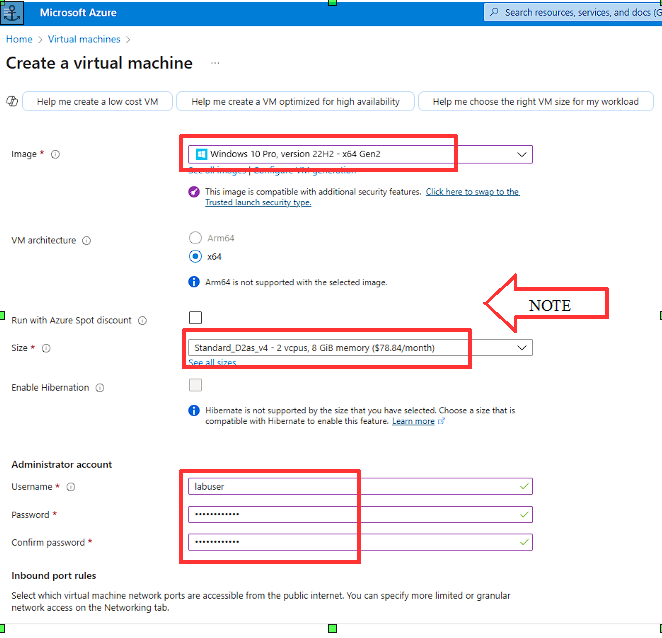 Microsoft Azure
Search resources, services, and docs (G
Home > Virtual machines >
Create a virtual machine ...
Help me create a low cost VM
Help me create a VM optimized for high availability
Help me choose the right VM size for my workload
Image *
Windows 10 Pro, version 22H2 - x64 Gen2
See all images | Configure VM generation
This image is compatible with additional security features. Click here to swap to the
Trusted launch security type.
VM architecture
Arm64
x64
Arm64 is not supported with the selected image.
NOTE
Run with Azure Spot discount
Size *
Standard_D2as_v4 - 2 vcpus, 8 GiB memory ($78.84/month)
See all sizes
Enable Hibernation
Hibernate is not supported by the size that you have selected. Choose a size that is
compatible with Hibernate to enable this feature. Learn more
Administrator account
Username *
labuser
Password *
••••••••••••
Confirm password *
••••••••••••
Inbound port rules
Select which virtual machine network ports are accessible from the public internet. You can specify more limited or granular
network access on the Networking tab.